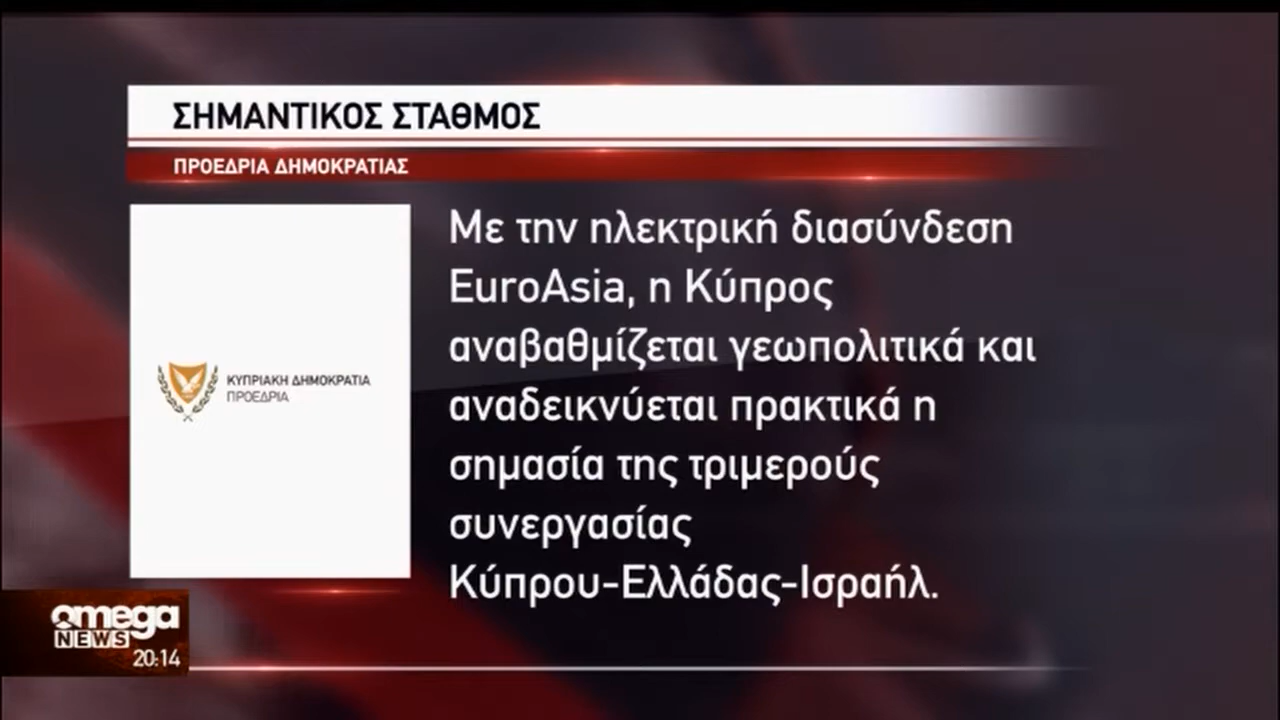 ΣΗΜΑΝΤΙΚΟΣ ΣΤΑΘΜΟΣ
ΠΡΟΕΔΡΙΑ ΔΗΜΟΚΡΑΤΙΑΣ
ΚΥΠΡΙΑΚΗ ΔΗΜΟΚΡΑΤΙΑ
ΠΡΟΕΔΡΙΑ
Με την ηλεκτρική διασύνδεση
EuroAsia, η Κύπρος
αναβαθμίζεται γεωπολιτικά και
αναδεικνύεται πρακτικά η
σημασία της τριμερούς
συνεργασίας
Κύπρου-Ελλάδας-Ισραήλ.
omega
NEWS
20:14